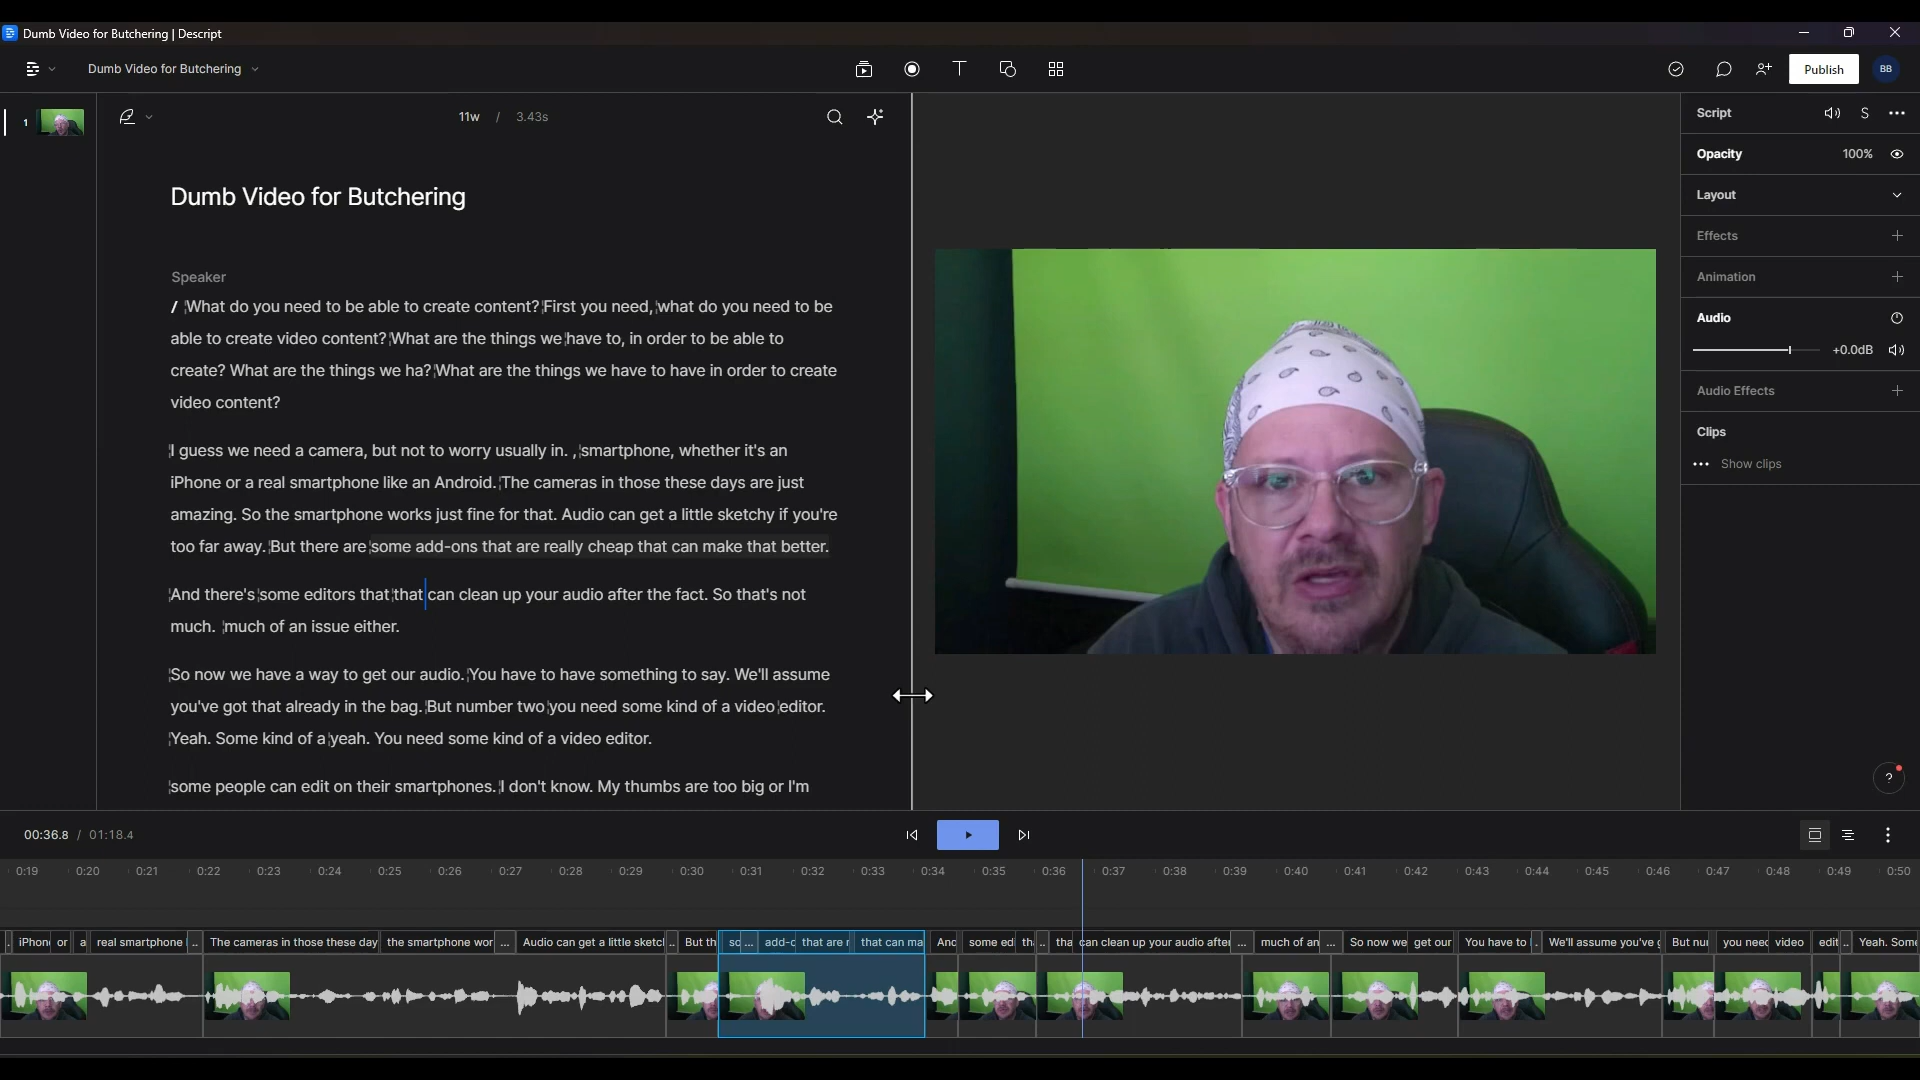 Dumb Video for Butchering | Descript
Dumb Video for Butchering
Publish
BB
1
11w / 3.43s
Script
S
Opacity
100%
Layout
Effects
Animation
Audio
+0.0dB
Audio Effects
Clips
Show clips
Dumb Video for Butchering
Speaker
/ ¦What do you need to be able to create content?¦First you need,¦what do you need to be
able to create video content?¦What are the things we¦have to, in order to be able to
create? What are the things we ha?¦What are the things we have to have in order to create
video content?
¦I guess we need a camera, but not to worry usually in. ,¦smartphone, whether it's an
iPhone or a real smartphone like an Android.¦The cameras in those these days are just
amazing. So the smartphone works just fine for that. Audio can get a little sketchy if you're
too far away.¦But there are¦some add-ons that are really cheap that can make that better.
¦And there's¦some editors that¦that can clean up your audio after the fact. So that's not
much. ¦much of an issue either.
¦So now we have a way to get our audio.¦You have to have something to say. We'll assume
you've got that already in the bag.¦But number two¦you need some kind of a video¦editor.
¦Yeah. Some kind of a¦yeah. You need some kind of a video editor.
¦some people can edit on their smartphones.¦I don't know. My thumbs are too big or I'm
?
00:36.8 / 01:18.4
0:19 0:20 0:21 0:22 0:23 0:24 0:25 0:26 0:27 0:28 0:29 0:30 0:31 0:32 0:33 0:34 0:35 0:36 0:37 0:38 0:39 0:40 0:41 0:42 0:43 0:44 0:45 0:46 0:47 0:48 0:49 0:50
. iPhon or a real smartphone .. The cameras in those these day the smartphone wor ... Audio can get a little sketcl .. But th so ... add-c that are r that can ma And some ed th .. tha can clean up your audio after ... much of an ... So now we get our You have to . We'll assume you've g But nu you need video edit .. Yeah. Some